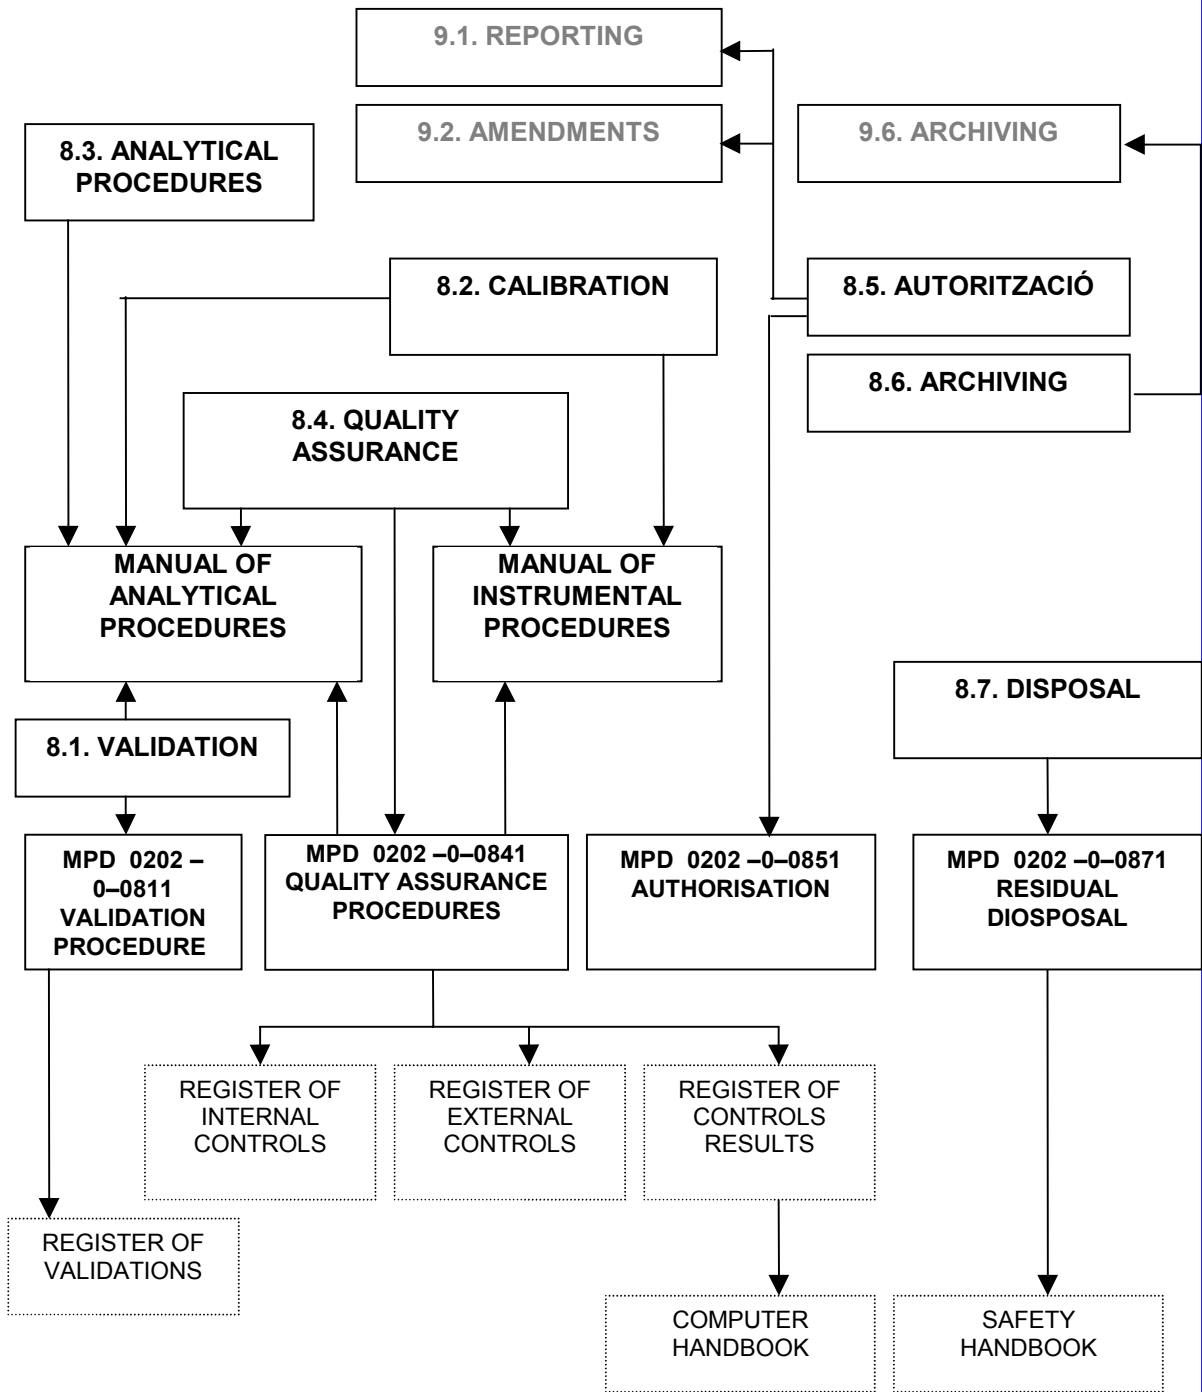 9.1. REPORTING
9.2. AMENDMENTS
9.6. ARCHIVING
8.3. ANALYTICAL
PROCEDURES
8.2. CALIBRATION
8.5. AUTORITZACIÓ
8.6. ARCHIVING
8.4. QUALITY
ASSURANCE
MANUAL OF
ANALYTICAL
PROCEDURES
MANUAL OF
INSTRUMENTAL
PROCEDURES
8.7. DISPOSAL
8.1. VALIDATION
MPD 0202 –
0–0811
VALIDATION
PROCEDURE
MPD 0202 –0–0841
QUALITY ASSURANCE
PROCEDURES
MPD 0202 –0–0851
AUTHORISATION
MPD 0202 –0–0871
RESIDUAL
DIOSPOSAL
REGISTER OF
INTERNAL
CONTROLS
REGISTER OF
EXTERNAL
CONTROLS
REGISTER OF
CONTROLS
RESULTS
REGISTER OF
VALIDATIONS
COMPUTER
HANDBOOK
SAFETY
HANDBOOK